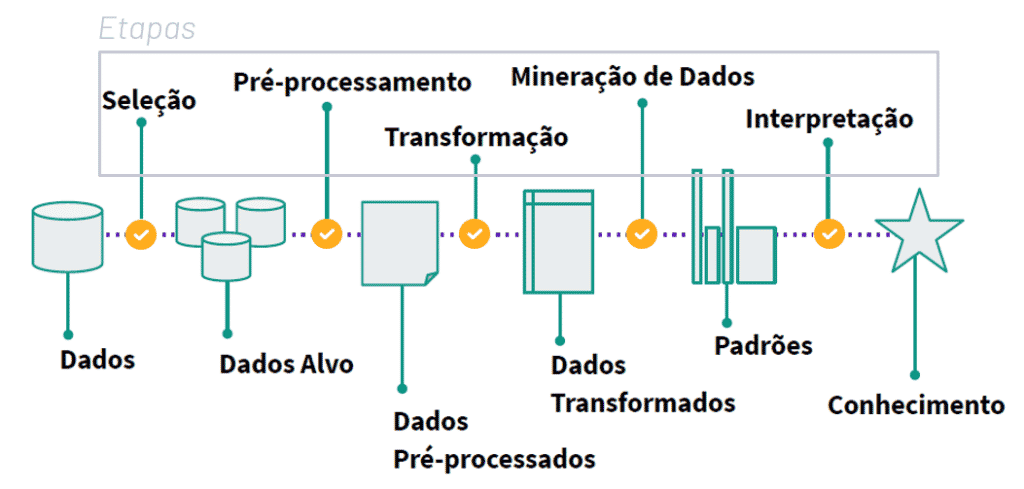 Etapas
Seleção
Pré-processamento
Transformação
Mineração de Dados
Interpretação
Dados
Dados Alvo
Dados
Pré-processados
Dados
Transformados
Padrões
Conhecimento